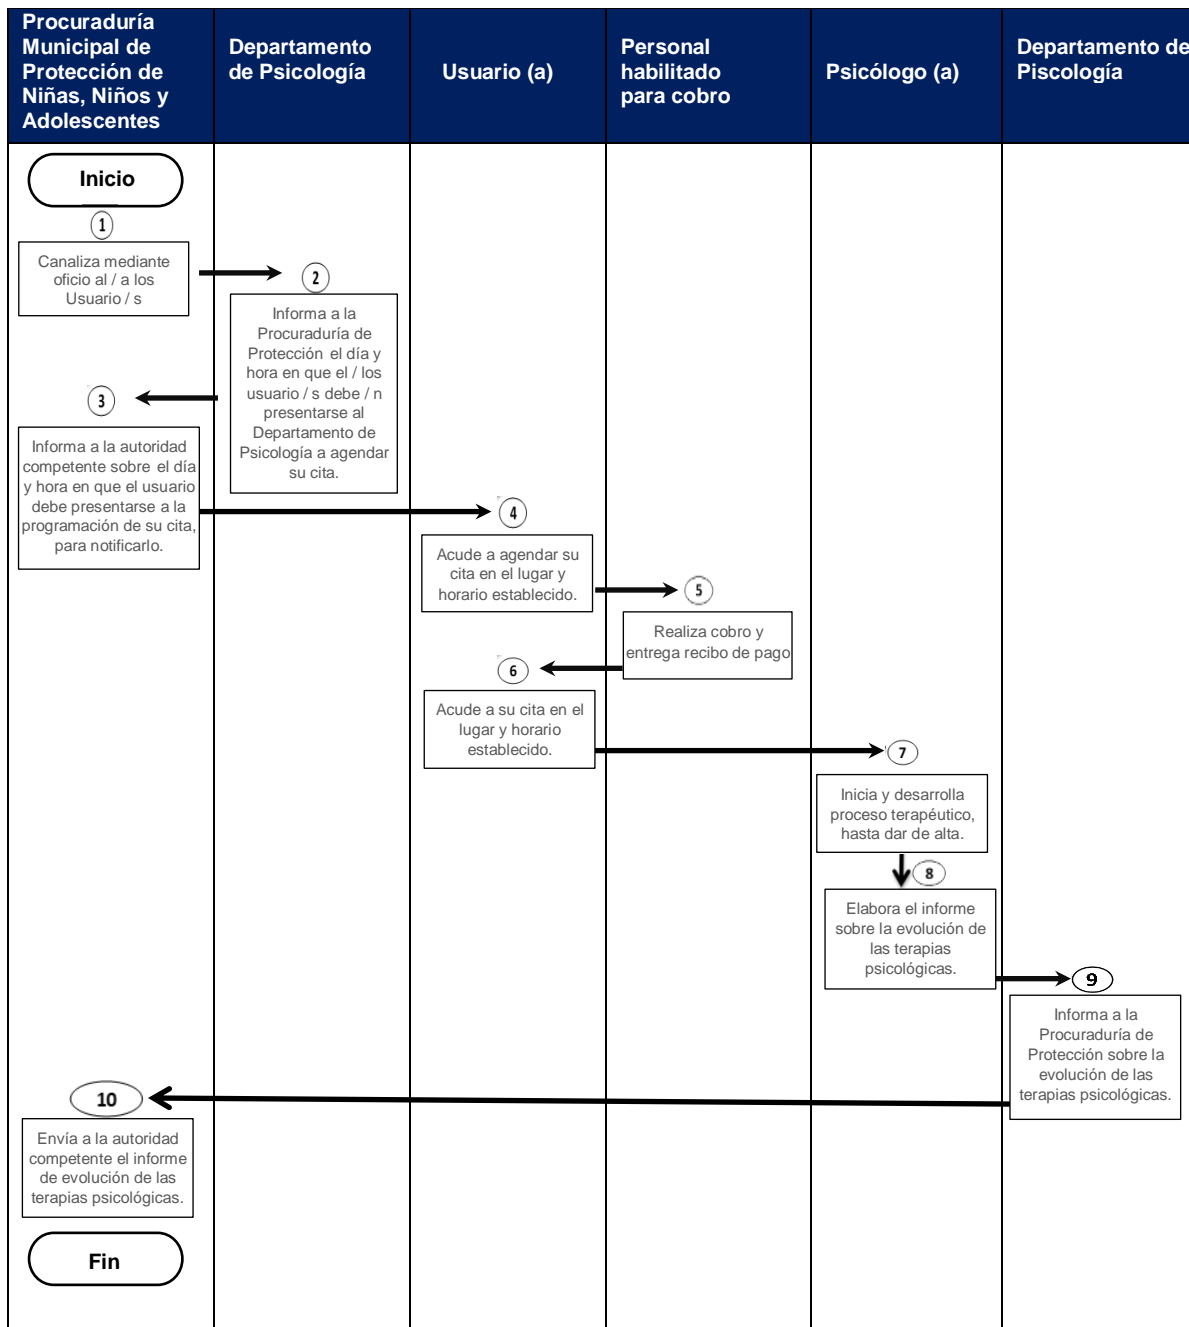 Procuraduría
Municipal de
Protección de
Niñas, Niños y
Adolescentes
Departamento
de Psicología
Usuario (a)
Personal
habilitado
para cobro
Psicólogo (a)
Departamento de
Piscología
Inicio
1
Canaliza mediante
oficio al / a los
Usuario / s
2
Informa a la
Procuraduría de
Protección el día y
hora en que el / los
usuario / s debe / n
presentarse al
Departamento de
Psicología a agendar
su cita.
3
Informa a la autoridad
competente sobre el día
y hora en que el usuario
debe presentarse a la
programación de su cita,
para notificarlo.
4
Acude a agendar su
cita en el lugar y
horario establecido.
5
Realiza cobro y
entrega recibo de pago
6
Acude a su cita en el
lugar y horario
establecido.
7
Inicia y desarrolla
proceso terapéutico,
hasta dar de alta.
8
Elabora el informe
sobre la evolución de
las terapias
psicológicas.
9
Informa a la
Procuraduría de
Protección sobre la
evolución de las
terapias psicológicas.
10
Envía a la autoridad
competente el informe
de evolución de las
terapias psicológicas.
Fin